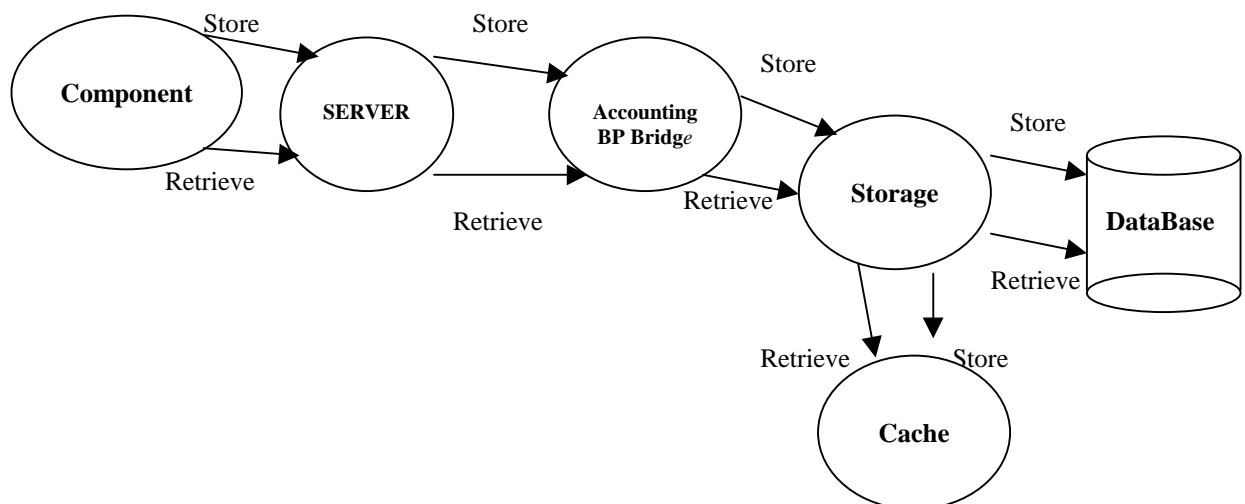 Store
Component
Retrieve
SERVER
Store
Retrieve
Accounting
BP Bridge
Store
Retrieve
Storage
Store
Retrieve
DataBase
Retrieve
Store
Cache